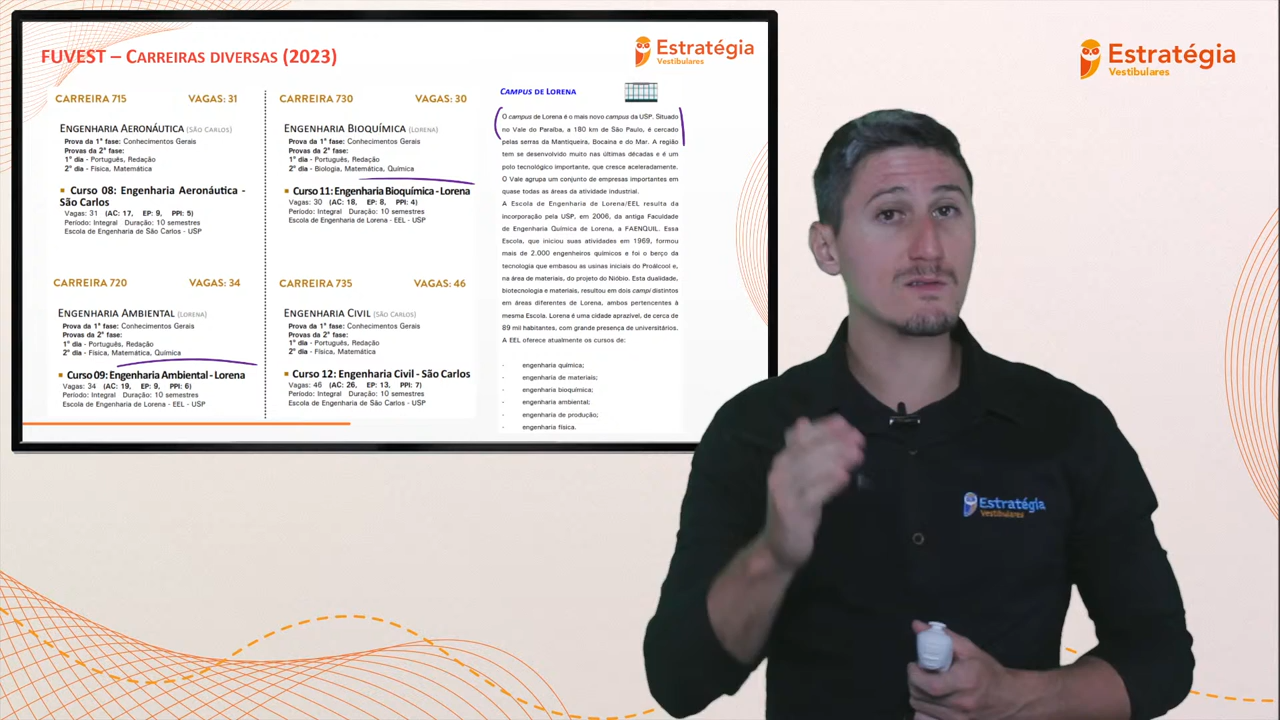 FUVEST – CARREIRAS DIVERSAS (2023)
Estratégia
Vestibulares
CARREIRA 715 VAGAS: 31
ENGENHARIA AERONÁUTICA (SÃO CARLOS)
Prova da 1ª fase: Conhecimentos Gerais
Provas da 2ª fase:
1º dia - Português, Redação
2º dia - Física, Matemática
Curso 08: Engenharia Aeronáutica -
São Carlos
Vagas: 31 (AC: 17, EP: 9, PPI: 5)
Período: Integral Duração: 10 semestres
Escola de Engenharia de São Carlos - USP
CARREIRA 720 VAGAS: 34
ENGENHARIA AMBIENTAL (LORENA)
Prova da 1ª fase: Conhecimentos Gerais
Provas da 2ª fase:
1º dia - Português, Redação
2º dia - Física, Matemática, Química
Curso 09: Engenharia Ambiental - Lorena
Vagas: 34 (AC: 19, EP: 9, PPI: 6)
Período: Integral Duração: 10 semestres
Escola de Engenharia de Lorena - EEL - USP
CARREIRA 730 VAGAS: 30
ENGENHARIA BIOQUÍMICA (LORENA)
Prova da 1ª fase: Conhecimentos Gerais
Provas da 2ª fase:
1º dia - Português, Redação
2º dia - Biologia, Matemática, Química
Curso 11: Engenharia Bioquímica - Lorena
Vagas: 30 (AC: 18, EP: 8, PPI: 4)
Período: Integral Duração: 10 semestres
Escola de Engenharia de Lorena - EEL - USP
CARREIRA 735 VAGAS: 46
ENGENHARIA CIVIL (SÃO CARLOS)
Prova da 1ª fase: Conhecimentos Gerais
Provas da 2ª fase:
1º dia - Português, Redação
2º dia - Física, Matemática
Curso 12: Engenharia Civil - São Carlos
Vagas: 46 (AC: 26, EP: 13, PPI: 7)
Período: Integral Duração: 10 semestres
Escola de Engenharia de São Carlos - USP
CAMPUS DE LORENA
O campus de Lorena é o mais novo campus da USP. Situado
no Vale do Paraíba, a 180 km de São Paulo, é cercado
pelas serras da Mantiqueira, Bocaina e do Mar. A região
tem se desenvolvido muito nas últimas décadas e é um
polo tecnológico importante, que cresce aceleradamente.
O Vale agrupa um conjunto de empresas importantes em
quase todas as áreas da atividade industrial.
A Escola de Engenharia de Lorena/EEL resulta da
incorporação pela USP, em 2006, da antiga Faculdade
de Engenharia Química de Lorena, a FAENQUIL. Essa
Escola, que iniciou suas atividades em 1969, formou
mais de 2.000 engenheiros químicos e foi o berço da
tecnologia que embasou as usinas iniciais do Proálcool e,
na área de materiais, do projeto do Nióbio. Esta dualidade,
biotecnologia e materiais, resultou em dois campi distintos
em áreas diferentes de Lorena, ambos pertencentes à
mesma Escola. Lorena é uma cidade aprazível, de cerca de
89 mil habitantes, com grande presença de universitários.
A EEL oferece atualmente os cursos de:
- engenharia química;
- engenharia de materiais;
- engenharia bioquímica;
- engenharia ambiental;
- engenharia de produção;
- engenharia física.
Estratégia
Vestibulares
Estratégia
Vestibulares